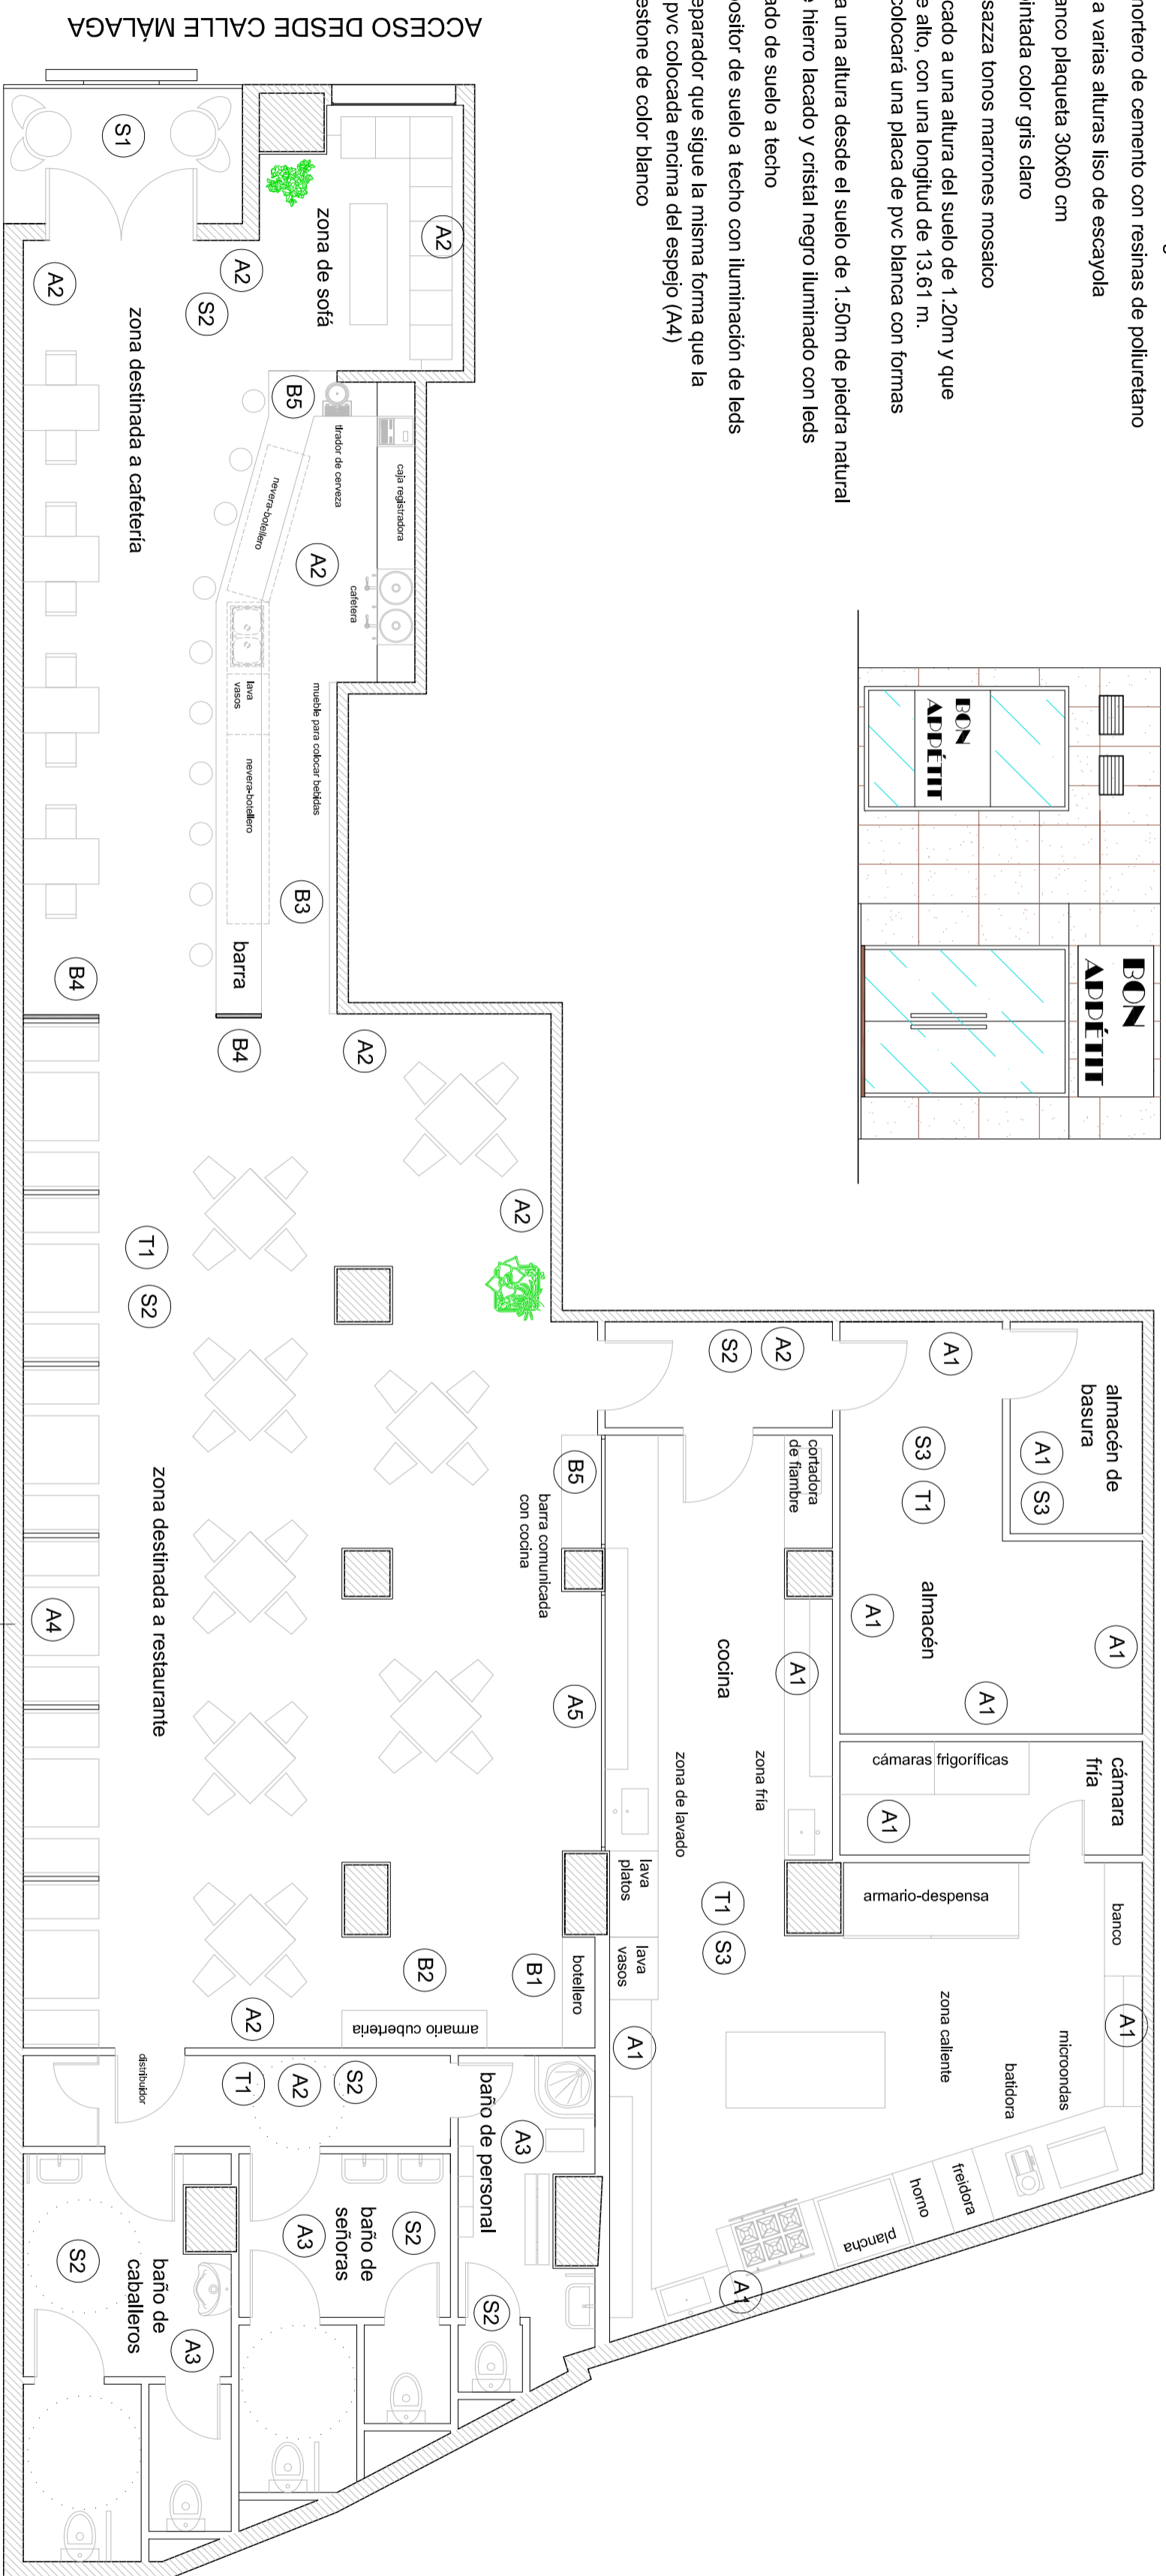 mortero de cemento con resinas de poliuretano
a varias alturas liso de escayola
anco plaqueta 30x60 cm
pintada color gris claro
sazza tonos marrones mosaico
cado a una altura del suelo de 1.20m y que
e alto, con una longitud de 13.61 m.
colocará una placa de pvc blanca con formas
a una altura desde el suelo de 1.50m de piedra natural
e hierro lacado y cristal negro iluminado con leds
ado de suelo a techo
ositor de suelo a techo con iluminación de leds
eparador que sigue la misma forma que la
pvc colocada encima del espejo (A4)
estone de color blanco
BON
APPÉTIT
BON
APPÉTIT
ACCESO DESDE CALLE MÁLAGA
S1
A2
zona de sofá
A2
S2
A2
zona destinada a cafetería
B5
tirador de cerveza
caja registradora
nevera-botellero
A2
cafetera
lava
vasos
mueble para colocar bebidas
nevera-botellero
B3
barra
B4
B4
A2
A2
T1
S2
zona destinada a restaurante
A4
S2
A2
A1
almacén de
basura
A1
S3
S3
T1
almacén
A1
A1
A1
cortadora
de fiambre
B5
barra comunicada
con cocina
cocina
A1
A5
zona de lavado
zona fría
cámaras frigoríficas
cámara
fría
A1
lava
platos
lava
vasos
T1
S3
armario-despensa
banco
botellero
B1
B2
armario cuberteria
A2
A1
zona caliente
batidora
microondas
A1
freidora
horno
plancha
A1
distribuidor
T1
A2
S2
baño de personal
A3
S2
baño de
señoras
A3
S2
baño de
caballeros
A3
S2